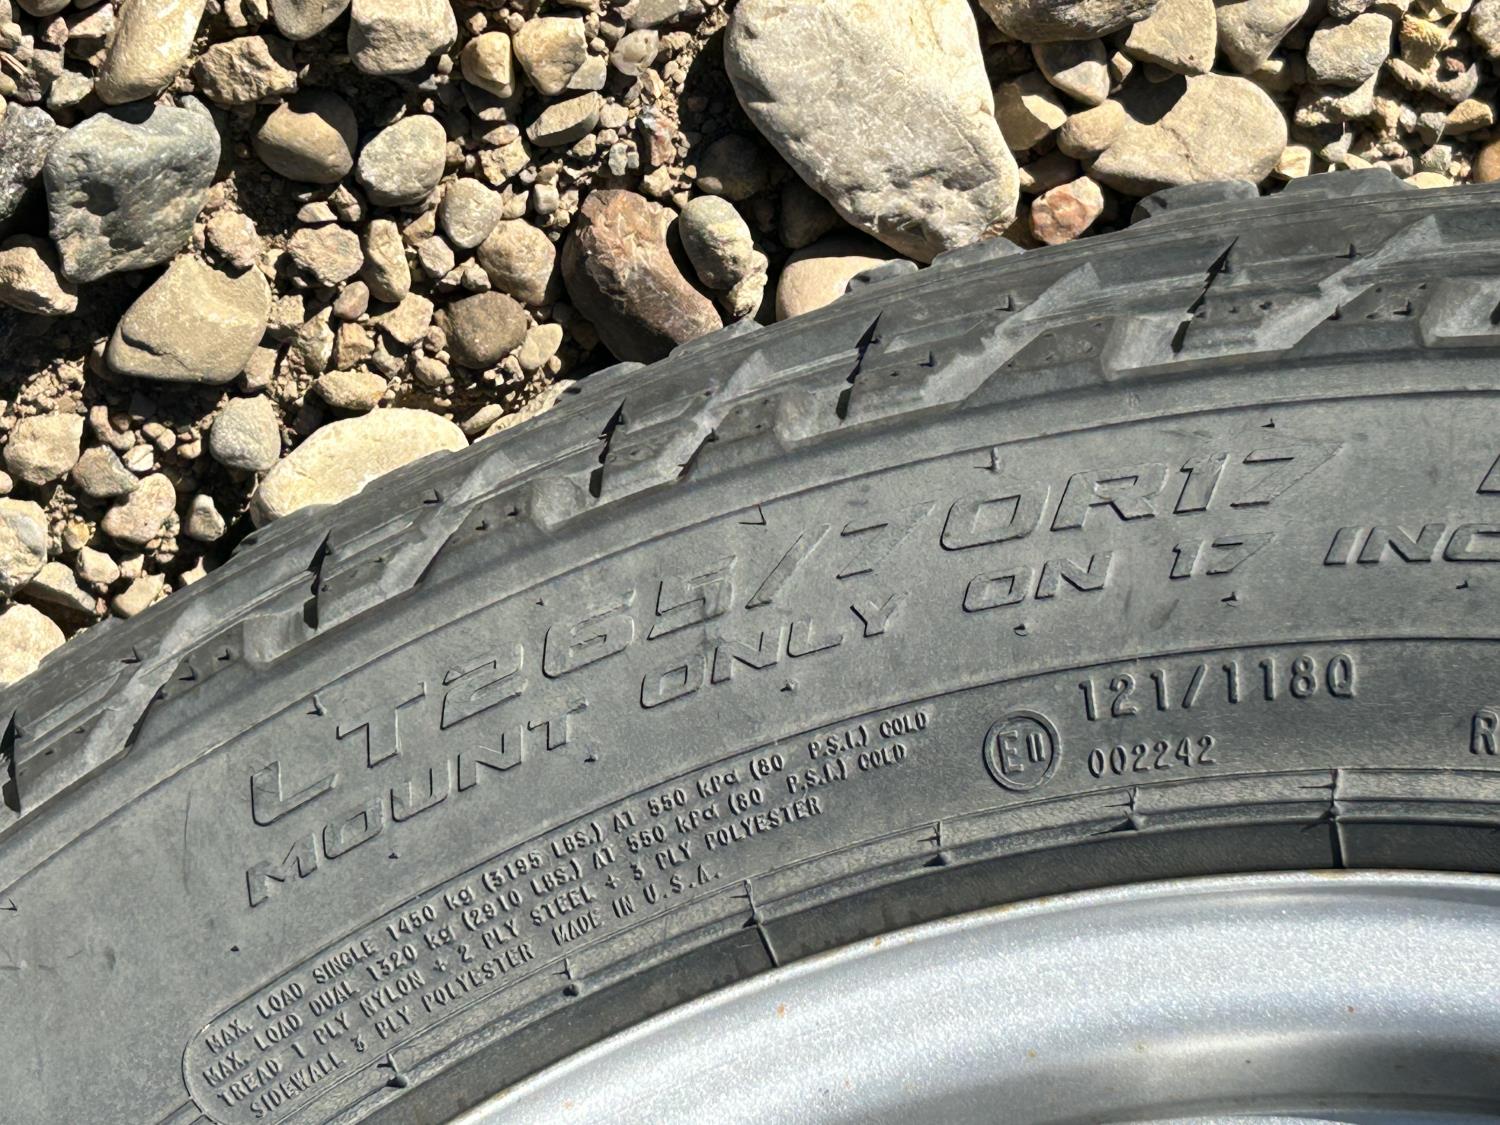 LT265/70R17
MOUNT ONLY ON 17 INC
MAX. LOAD SINGLE 1450 kg (3195 LBS.) AT 550 kPa (80 P.S.I.) COLD
MAX. LOAD DUAL 1320 kg (2910 LBS.) AT 550 kPa (80 P.S.I.) COLD
TREAD 1 PLY NYLON + 2 PLY STEEL + 3 PLY POLYESTER
SIDEWALL 3 PLY POLYESTER MADE IN U.S.A.
E11
121/118Q
002242
R